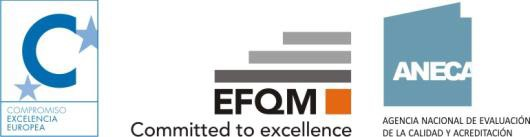 C
COMPROMISO
EXCELENCIA
EUROPEA
EFQM
Committed to excellence
ANECA
AGENCIA NACIONAL DE EVALUACIÓN
DE LA CALIDAD Y ACREDITACIÓN